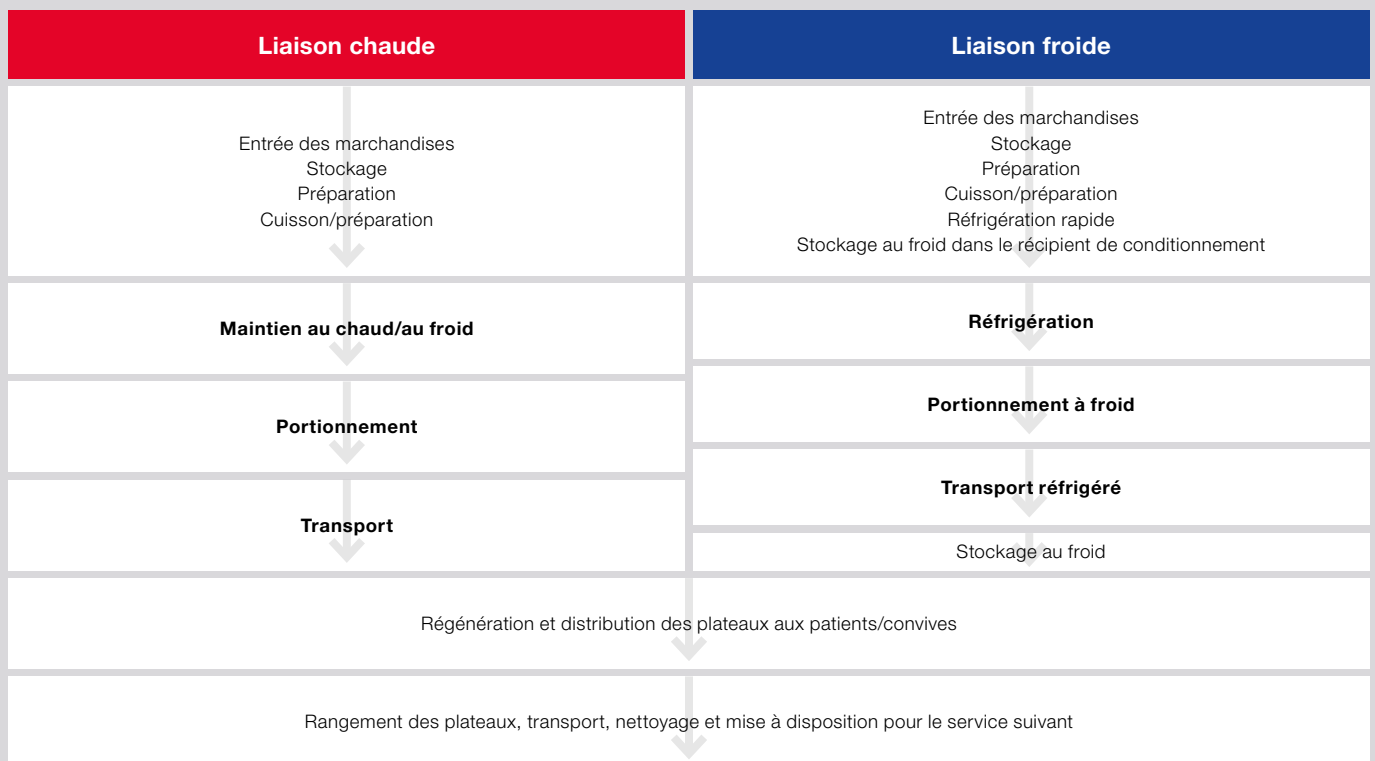 Liaison chaude
Entrée des marchandises
Stockage
Préparation
Cuisson/préparation
Maintien au chaud/au froid
Portionnement
Transport
Liaison froide
Entrée des marchandises
Stockage
Préparation
Cuisson/préparation
Réfrigération rapide
Stockage au froid dans le récipient de conditionnement
Réfrigération
Portionnement à froid
Transport réfrigéré
Stockage au froid
Régénération et distribution des plateaux aux patients/convives
Rangement des plateaux, transport, nettoyage et mise à disposition pour le service suivant